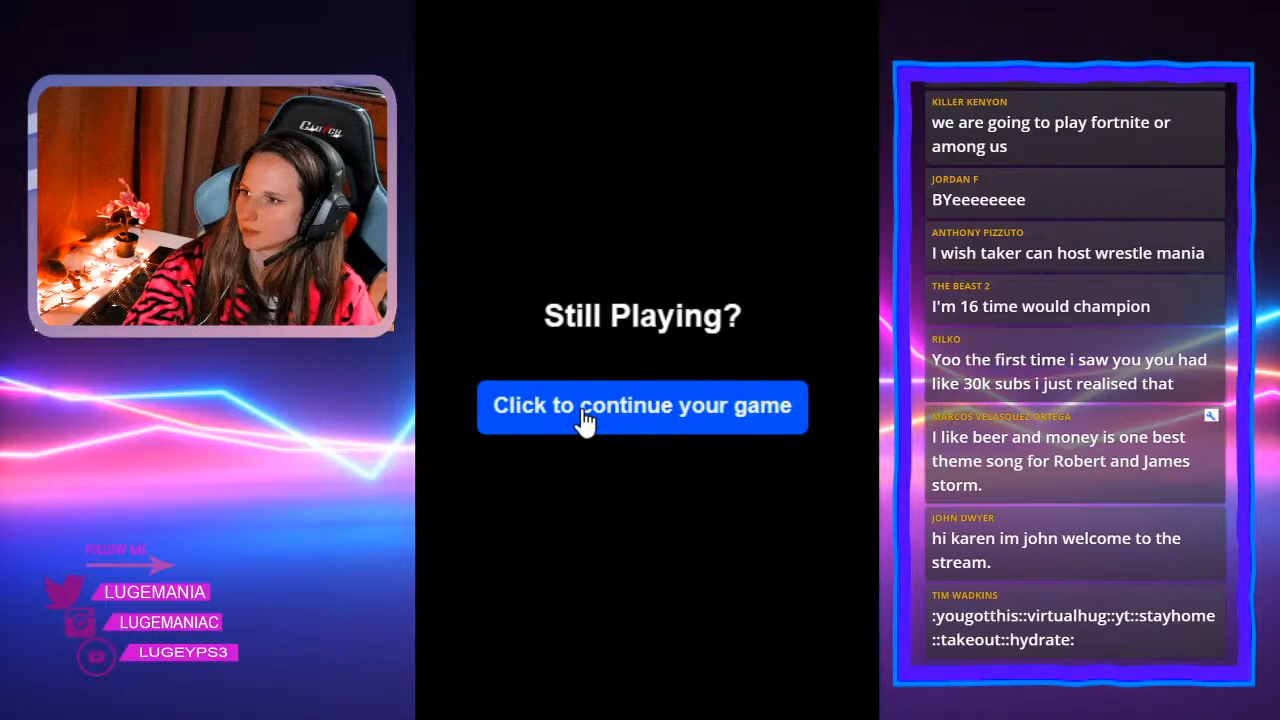 CLUTCH
FOLLOW ME
LUGEMANIA
LUGEMANIAC
LUGEYPS3
Still Playing?
Click to continue your game
KILLER KENYON
we are going to play fortnite or
among us
JORDAN F
BYeeeeeeee
ANTHONY PIZZUTO
I wish taker can host wrestle mania
THE BEAST 2
I'm 16 time would champion
RILKO
Yoo the first time i saw you you had
like 30k subs i just realised that
MARCOS VELASQUEZ ORTEGA
I like beer and money is one best
theme song for Robert and James
storm.
JOHN DWYER
hi karen im john welcome to the
stream.
TIM WADKINS
:yougotthis::virtualhug::yt::stayhome
::takeout::hydrate: